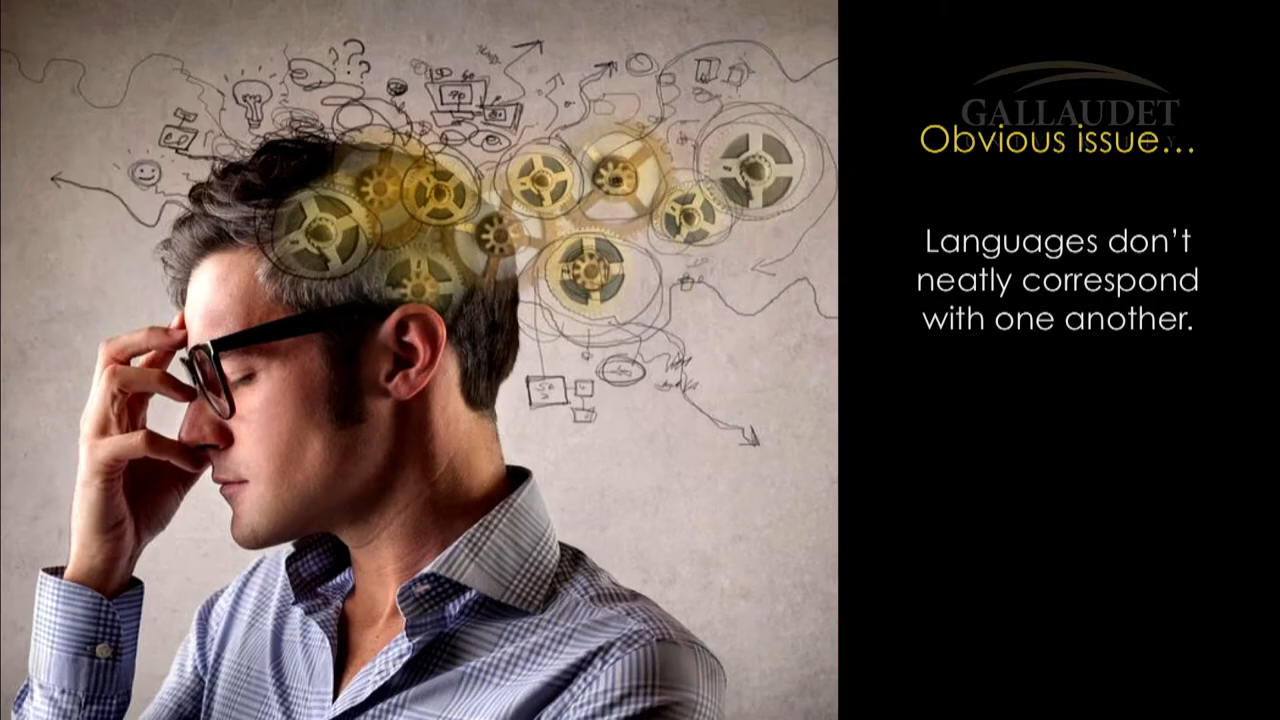 GALLAUDET
Obvious issue...
Languages don't
neatly correspond
with one another.